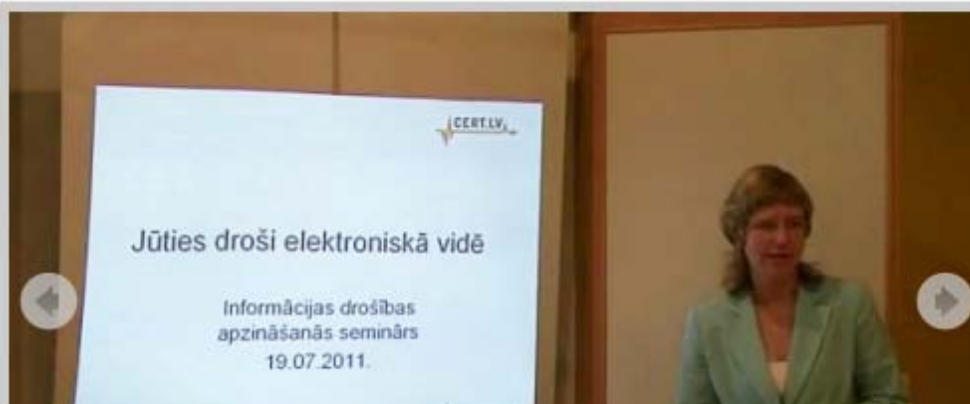 CERT.LV
Jūties droši elektroniskā vidē
Informācijas drošības
apzināšanās seminārs
19.07.2011.